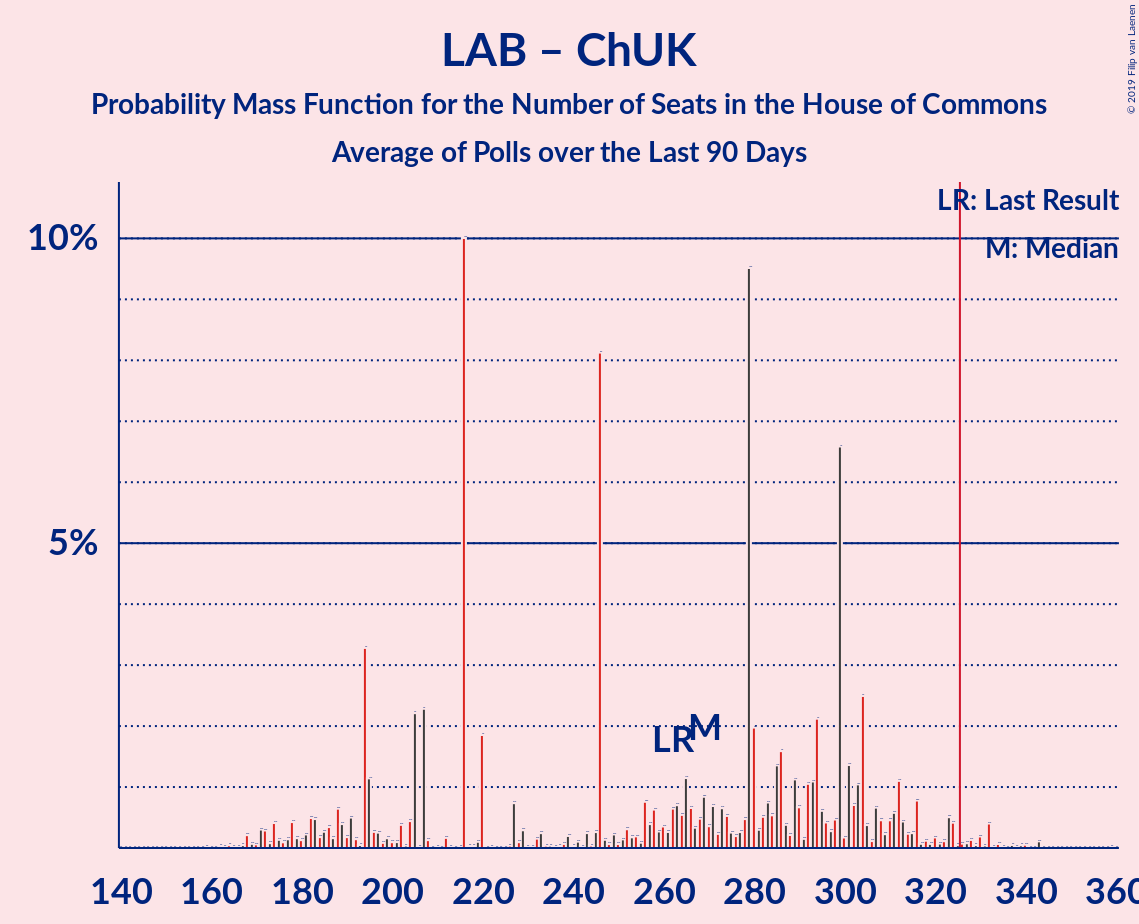 LAB – ChUK
Probability Mass Function for the Number of Seats in the House of Commons
Average of Polls over the Last 90 Days
© 2019 Filip van Laenen
LR: Last Result
M: Median
10%
5%
LR
M
140 160 180 200 220 240 260 280 300 320 340 360